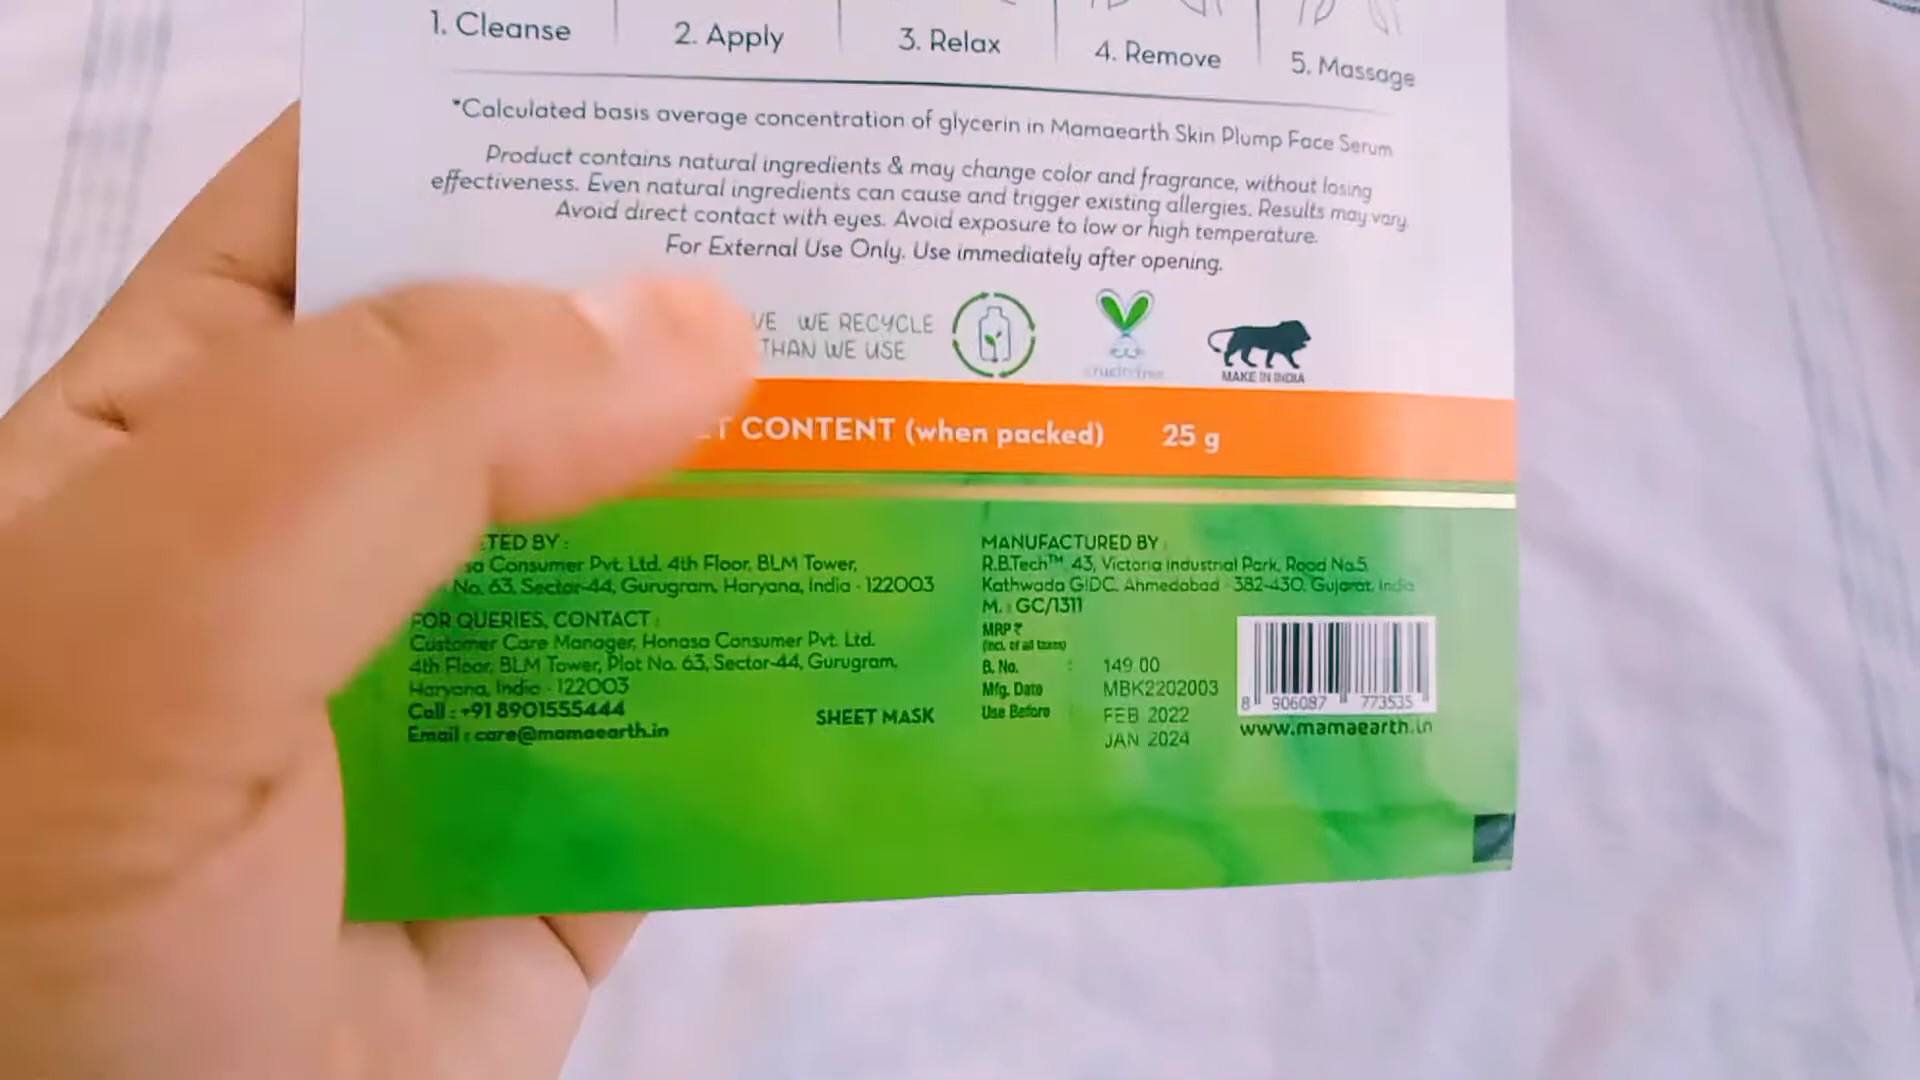 1. Cleanse
2. Apply
3. Relax
4. Remove
5. Massage
*Calculated basis average concentration of glycerin in Mamaearth Skin Plump Face Serum
Product contains natural ingredients & may change color and fragrance, without losing
effectiveness. Even natural ingredients can cause and trigger existing allergies. Results may vary.
Avoid direct contact with eyes. Avoid exposure to low or high temperature.
For External Use Only. Use immediately after opening.
WE RECYCLE
THAN WE USE
cruelty free
MAKE IN INDIA
CONTENT (when packed) 25 g
BY :
Consumer Pvt. Ltd. 4th Floor, BLM Tower,
No. 63, Sector-44, Gurugram, Haryana, India - 122003
FOR QUERIES, CONTACT :
Customer Care Manager, Honasa Consumer Pvt. Ltd.
4th Floor, BLM Tower, Plot No. 63, Sector-44, Gurugram,
Haryana, India - 122003
Call : +91 8901555444
Email : care@mamaearth.in
SHEET MASK
MANUFACTURED BY :
R.B.Tech™ 43, Victoria Industrial Park, Road No.5,
Kathwada GIDC, Ahmedabad - 382-430, Gujarat, India
M. : GC/1311
MRP ₹
(incl. of all taxes)
B. No. : 149.00
Mfg. Date MBK2202003
Use Before : FEB 2022
JAN 2024
8 906087 773535
www.mamaearth.in